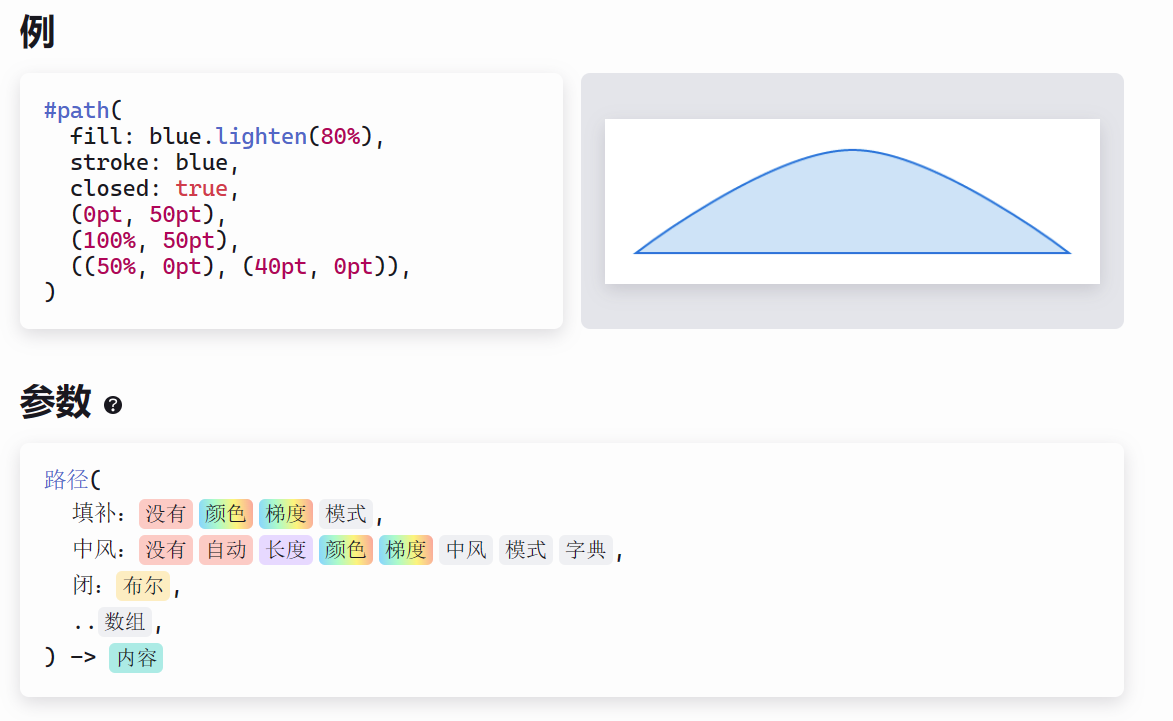 例
#path(
fill: blue.lighten(80%),
stroke: blue,
closed: true,
(0pt, 50pt),
(100%, 50pt),
((50%, 0pt), (40pt, 0pt)),
)
参数 ?
路径(
填补： 没有 颜色 梯度 模式 ,
中风： 没有 自动 长度 颜色 梯度 中风 模式 字典 ,
闭： 布尔 ,
..数组 ,
) -> 内容